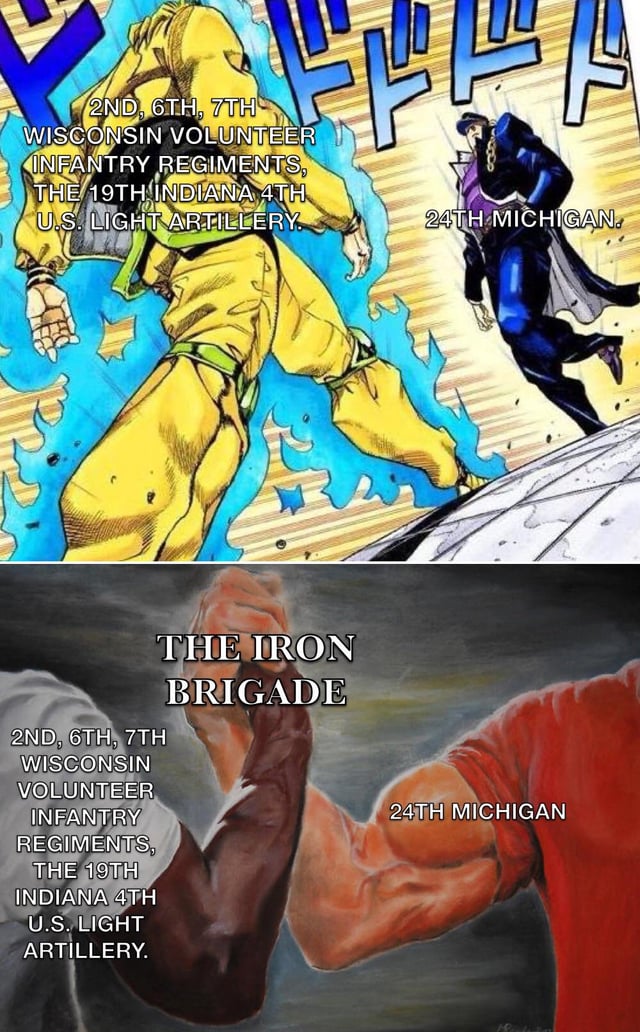 ドドドド
2ND, 6TH, 7TH
WISCONSIN VOLUNTEER
INFANTRY REGIMENTS,
THE 19TH INDIANA 4TH
U.S. LIGHT ARTILLERY.
24TH MICHIGAN.
THE IRON
BRIGADE
2ND, 6TH, 7TH
WISCONSIN
VOLUNTEER
INFANTRY
REGIMENTS,
THE 19TH
INDIANA 4TH
U.S. LIGHT
ARTILLERY.
24TH MICHIGAN